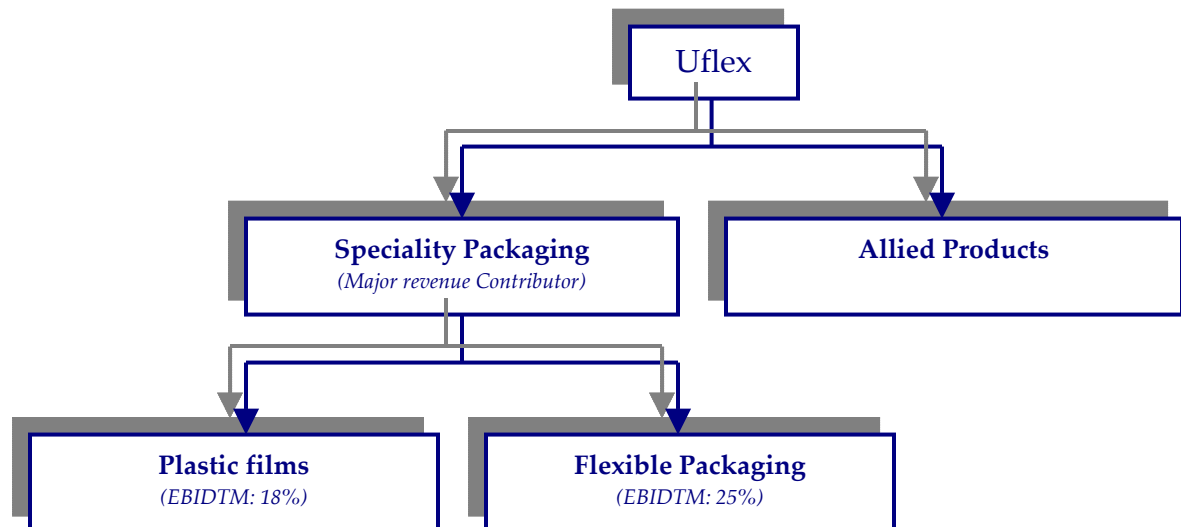 Uflex
Speciality Packaging
(Major revenue Contributor)
Allied Products
Plastic films
(EBIDTM: 18%)
Flexible Packaging
(EBIDTM: 25%)